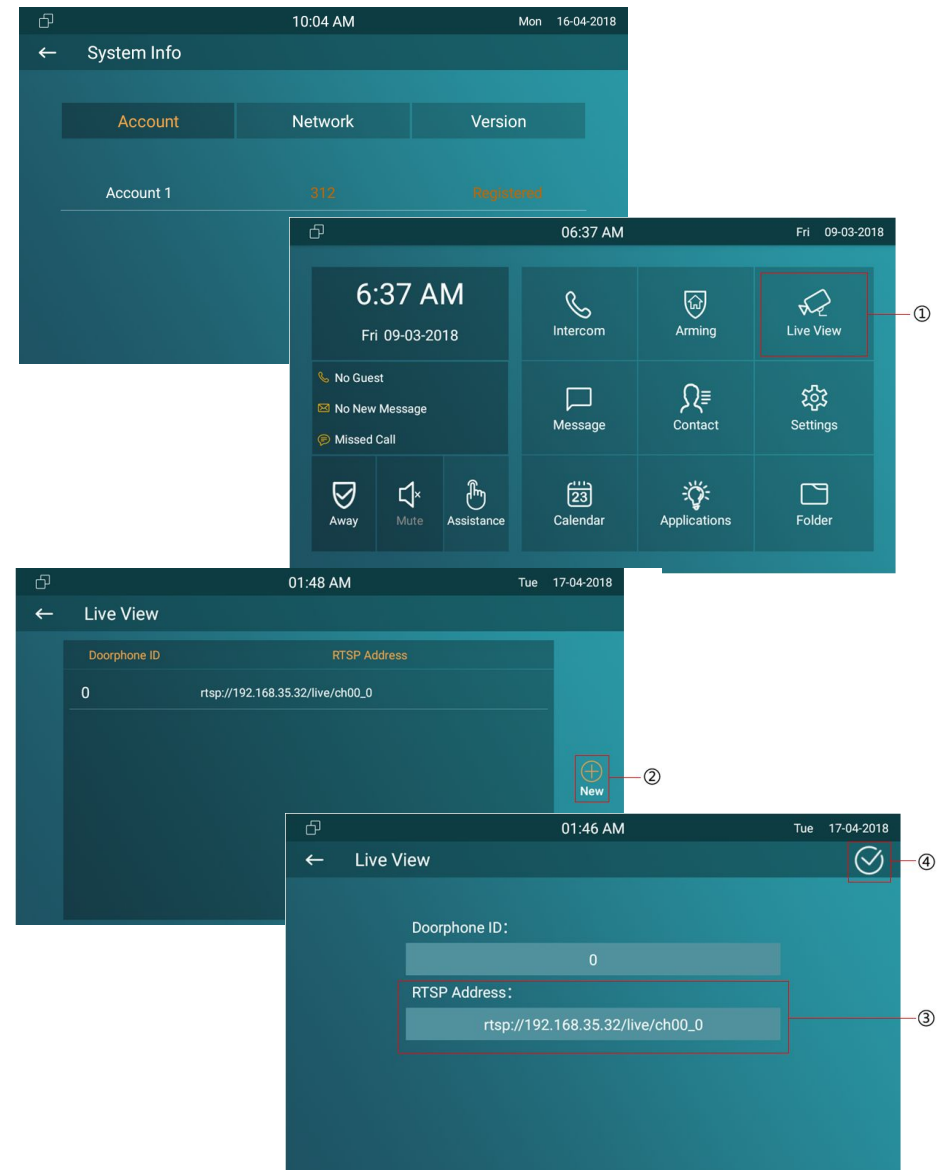 10:04 AM Mon 16-04-2018
System Info
Account Network Version
Account 1 312 Registered
06:37 AM Fri 09-03-2018
6:37 AM
Fri 09-03-2018
No Guest
No New Message
Missed Call
Away Mute Assistance
Intercom Arming Live View
①
Message Contact Settings
23
Calendar Applications Folder
01:48 AM Tue 17-04-2018
Live View
Doorphone ID RTSP Address
0 rtsp://192.168.35.32/live/ch00_0
New
②
01:46 AM Tue 17-04-2018
Live View
④
Doorphone ID:
0
RTSP Address:
rtsp://192.168.35.32/live/ch00_0
③